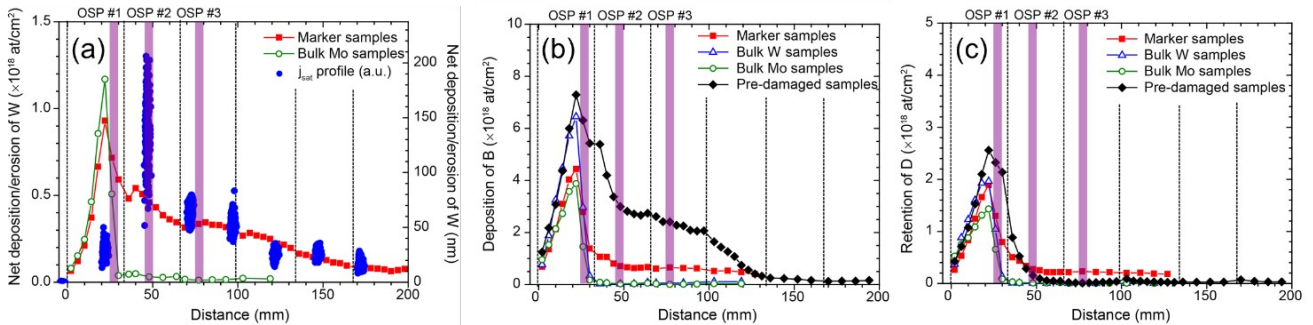 OSP #1 OSP #2 OSP #3
(a)
Marker samples
Bulk Mo samples
jsat profile (a.u.)
Net deposition/erosion of W (×10¹⁸ at/cm²)
1.5
1.0
0.5
0.0
Net deposition/erosion of W (nm)
200
150
100
50
0
0 50 100 150 200
Distance (mm)
OSP #1 OSP #2 OSP #3
(b)
Marker samples
Bulk W samples
Bulk Mo samples
Pre-damaged samples
Deposition of B (×10¹⁸ at/cm²)
10
8
6
4
2
0
0 50 100 150 200
Distance (mm)
OSP #1 OSP #2 OSP #3
(c)
Marker samples
Bulk W samples
Bulk Mo samples
Pre-damaged samples
Retention of D (×10¹⁸ at/cm²)
5
4
3
2
1
0
0 50 100 150 200
Distance (mm)